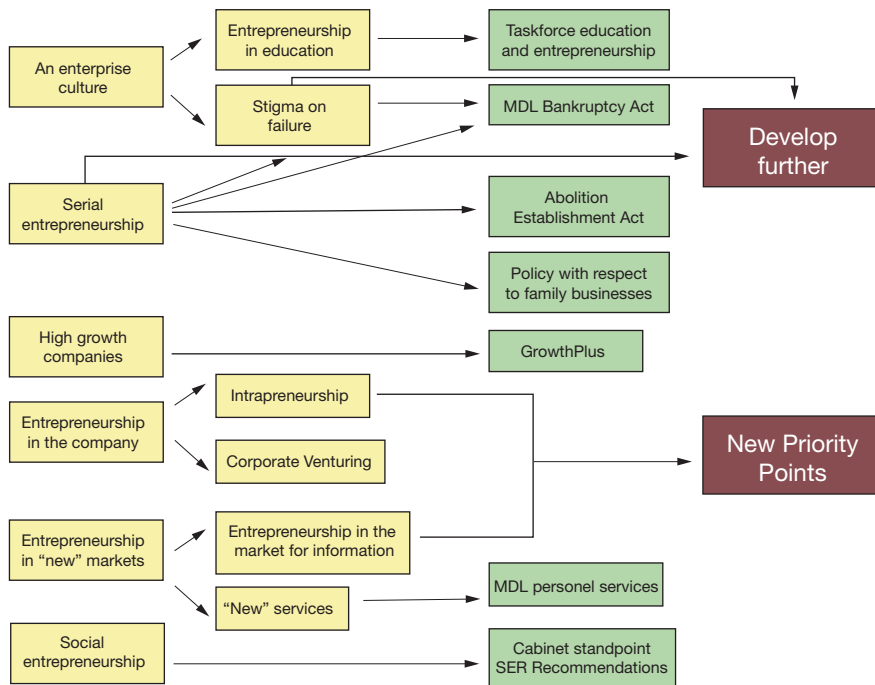 Entrepreneurship
in education
Taskforce education
and entrepreneurship
An enterprise
culture
Stigma on
failure
MDL Bankruptcy Act
Develop
further
Serial
entrepreneurship
Abolition
Establishment Act
Policy with respect
to family businesses
High growth
companies
GrowthPlus
Intrapreneurship
Entrepreneurship
in the company
Corporate Venturing
New Priority
Points
Entrepreneurship
in “new” markets
Entrepreneurship in the
market for information
“New” services
MDL personel services
Social
entrepreneurship
Cabinet standpoint
SER Recommendations